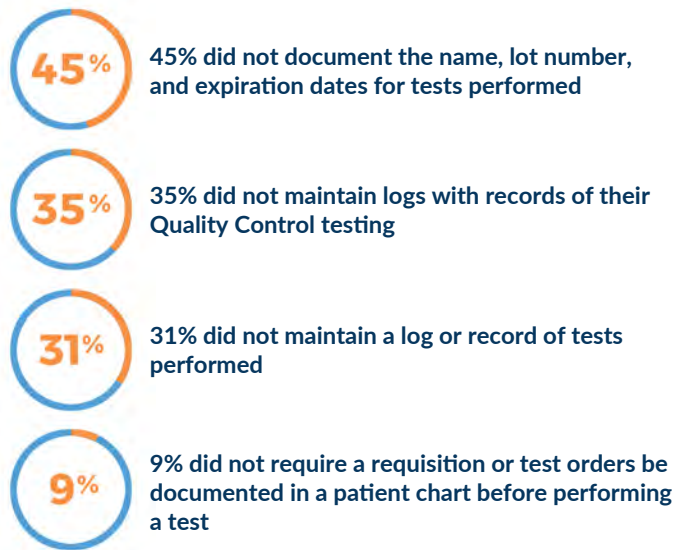 45%
45% did not document the name, lot number,
and expiration dates for tests performed
35%
35% did not maintain logs with records of their
Quality Control testing
31%
31% did not maintain a log or record of tests
performed
9%
9% did not require a requisition or test orders be
documented in a patient chart before performing
a test